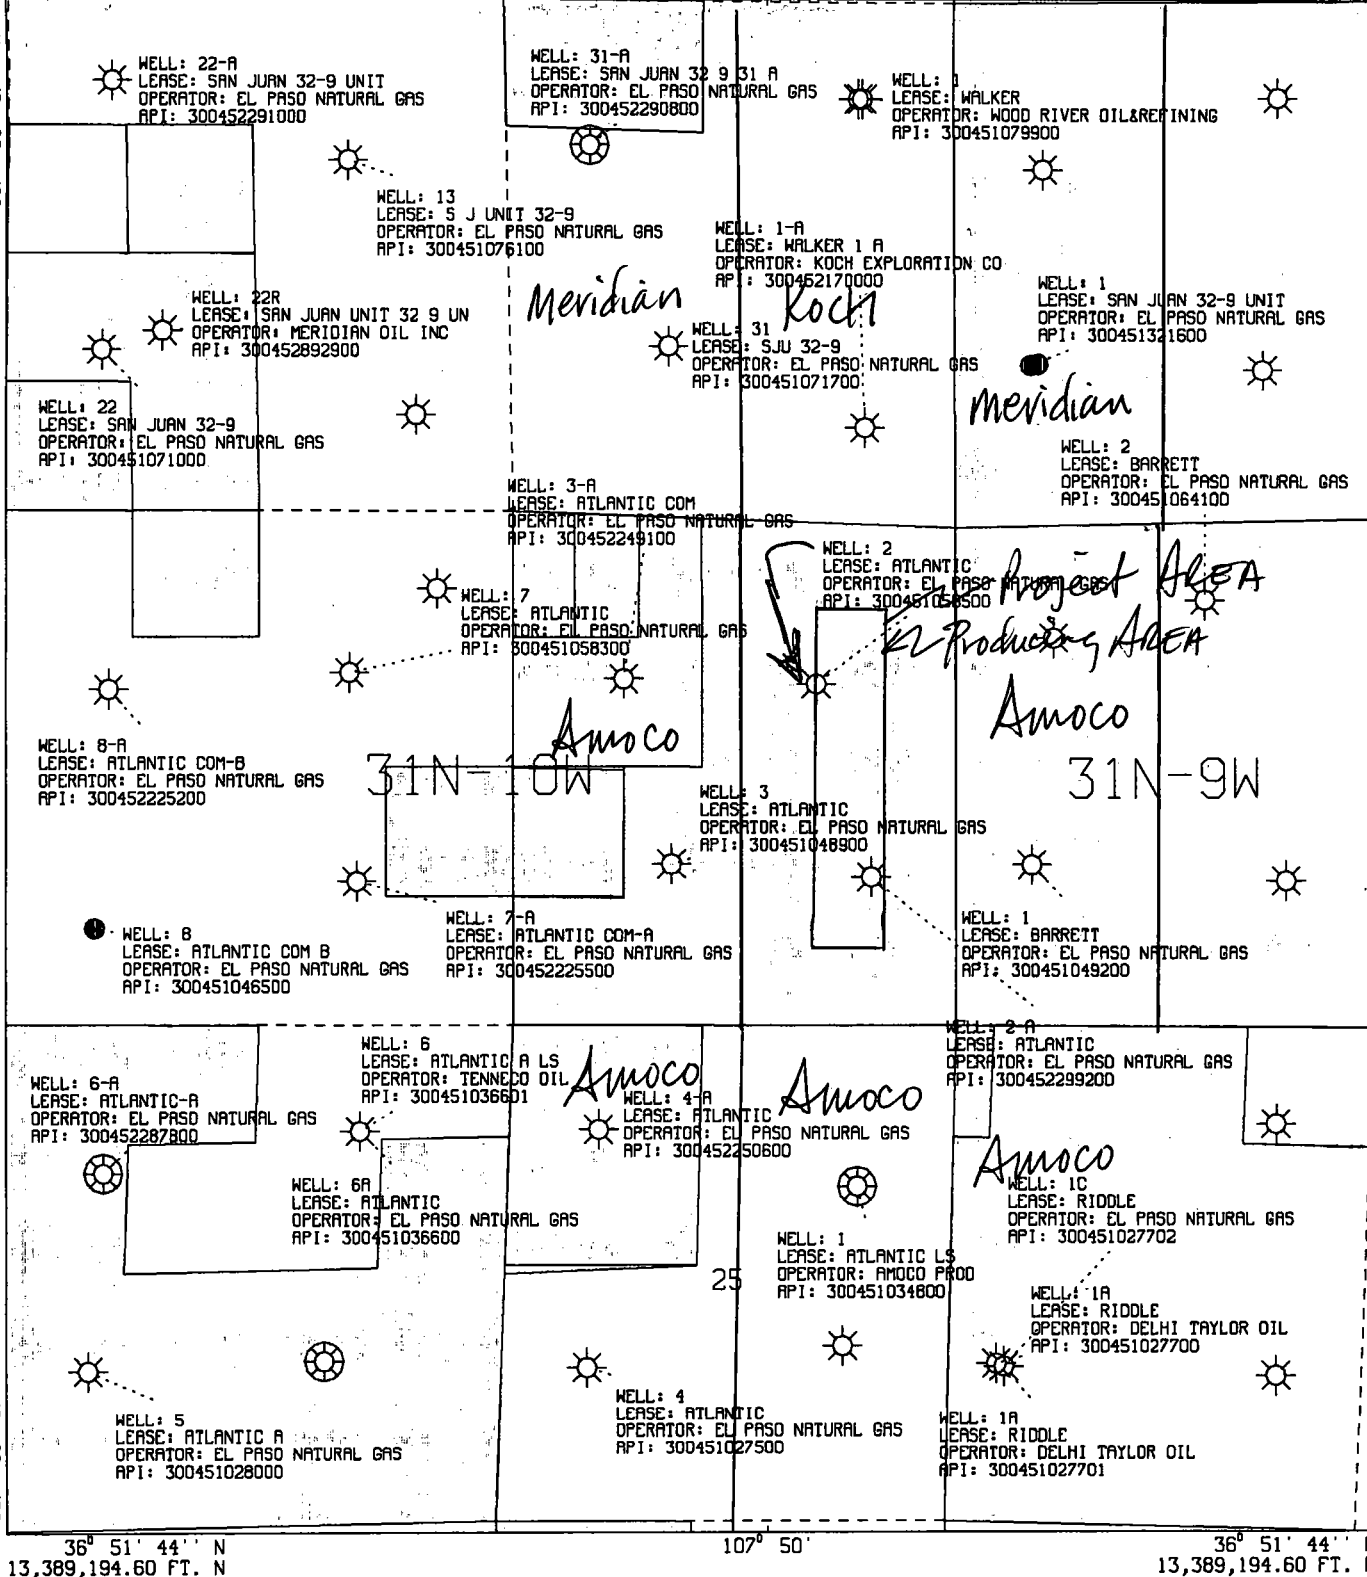 WELL: 22-A
LEASE: SAN JUAN 32-9 UNIT
OPERATOR: EL PASO NATURAL GAS
API: 300452291000
WELL: 31-A
LEASE: SAN JUAN 32 9 31 A
OPERATOR: EL PASO NATURAL GAS
API: 300452290800
WELL: 1
LEASE: WALKER
OPERATOR: WOOD RIVER OIL&REFINING
API: 300451079900
WELL: 13
LEASE: S J UNIT 32-9
OPERATOR: EL PASO NATURAL GAS
API: 300451076100
WELL: 1-A
LEASE: WALKER 1 A
OPERATOR: KOCH EXPLORATION CO
API: 300452170000
WELL: 22R
LEASE: SAN JUAN UNIT 32 9 UN
OPERATOR: MERIDIAN OIL INC
API: 300452892900
Meridian
Koch
WELL: 1
LEASE: SAN JUAN 32-9 UNIT
OPERATOR: EL PASO NATURAL GAS
API: 300451321600
WELL: 31
LEASE: SJU 32-9
OPERATOR: EL PASO NATURAL GAS
API: 300451071700
meridian
WELL: 22
LEASE: SAN JUAN 32-9
OPERATOR: EL PASO NATURAL GAS
API: 300451071000
WELL: 2
LEASE: BARRETT
OPERATOR: EL PASO NATURAL GAS
API: 300451064100
WELL: 3-A
LEASE: ATLANTIC COM
OPERATOR: EL PASO NATURAL GAS
API: 300452249100
WELL: 2
LEASE: ATLANTIC
OPERATOR: EL PASO NATURAL GAS
API: 300451058500
Project AREA
Producing AREA
WELL: 7
LEASE: ATLANTIC
OPERATOR: EL PASO NATURAL GAS
API: 300451058300
Amoco
Amoco
WELL: 8-A
LEASE: ATLANTIC COM-B
OPERATOR: EL PASO NATURAL GAS
API: 300452225200
31N-10W
31N-9W
WELL: 3
LEASE: ATLANTIC
OPERATOR: EL PASO NATURAL GAS
API: 300451048900
WELL: 8
LEASE: ATLANTIC COM B
OPERATOR: EL PASO NATURAL GAS
API: 300451046500
WELL: 7-A
LEASE: ATLANTIC COM-A
OPERATOR: EL PASO NATURAL GAS
API: 300452225500
WELL: 1
LEASE: BARRETT
OPERATOR: EL PASO NATURAL GAS
API: 300451049200
WELL: 2-A
LEASE: ATLANTIC
OPERATOR: EL PASO NATURAL GAS
API: 300452299200
WELL: 6
LEASE: ATLANTIC A LS
OPERATOR: TENNECO OIL
API: 300451036601
Amoco
Amoco
WELL: 6-A
LEASE: ATLANTIC-A
OPERATOR: EL PASO NATURAL GAS
API: 300452287800
WELL: 4-A
LEASE: ATLANTIC
OPERATOR: EL PASO NATURAL GAS
API: 300452250600
Amoco
WELL: 6A
LEASE: ATLANTIC
OPERATOR: EL PASO NATURAL GAS
API: 300451036600
WELL: 1C
LEASE: RIDDLE
OPERATOR: EL PASO NATURAL GAS
API: 300451027702
WELL: 1
LEASE: ATLANTIC LS
OPERATOR: AMOCO PROD
API: 300451034800
25
WELL: 1A
LEASE: RIDDLE
OPERATOR: DELHI TAYLOR OIL
API: 300451027700
WELL: 5
LEASE: ATLANTIC A
OPERATOR: EL PASO NATURAL GAS
API: 300451028000
WELL: 4
LEASE: ATLANTIC
OPERATOR: EL PASO NATURAL GAS
API: 300451027500
WELL: 1A
LEASE: RIDDLE
OPERATOR: DELHI TAYLOR OIL
API: 300451027701
36° 51' 44'' N
13,389,194.60 FT. N
107° 50'
36° 51' 44''
13,389,194.60 FT.